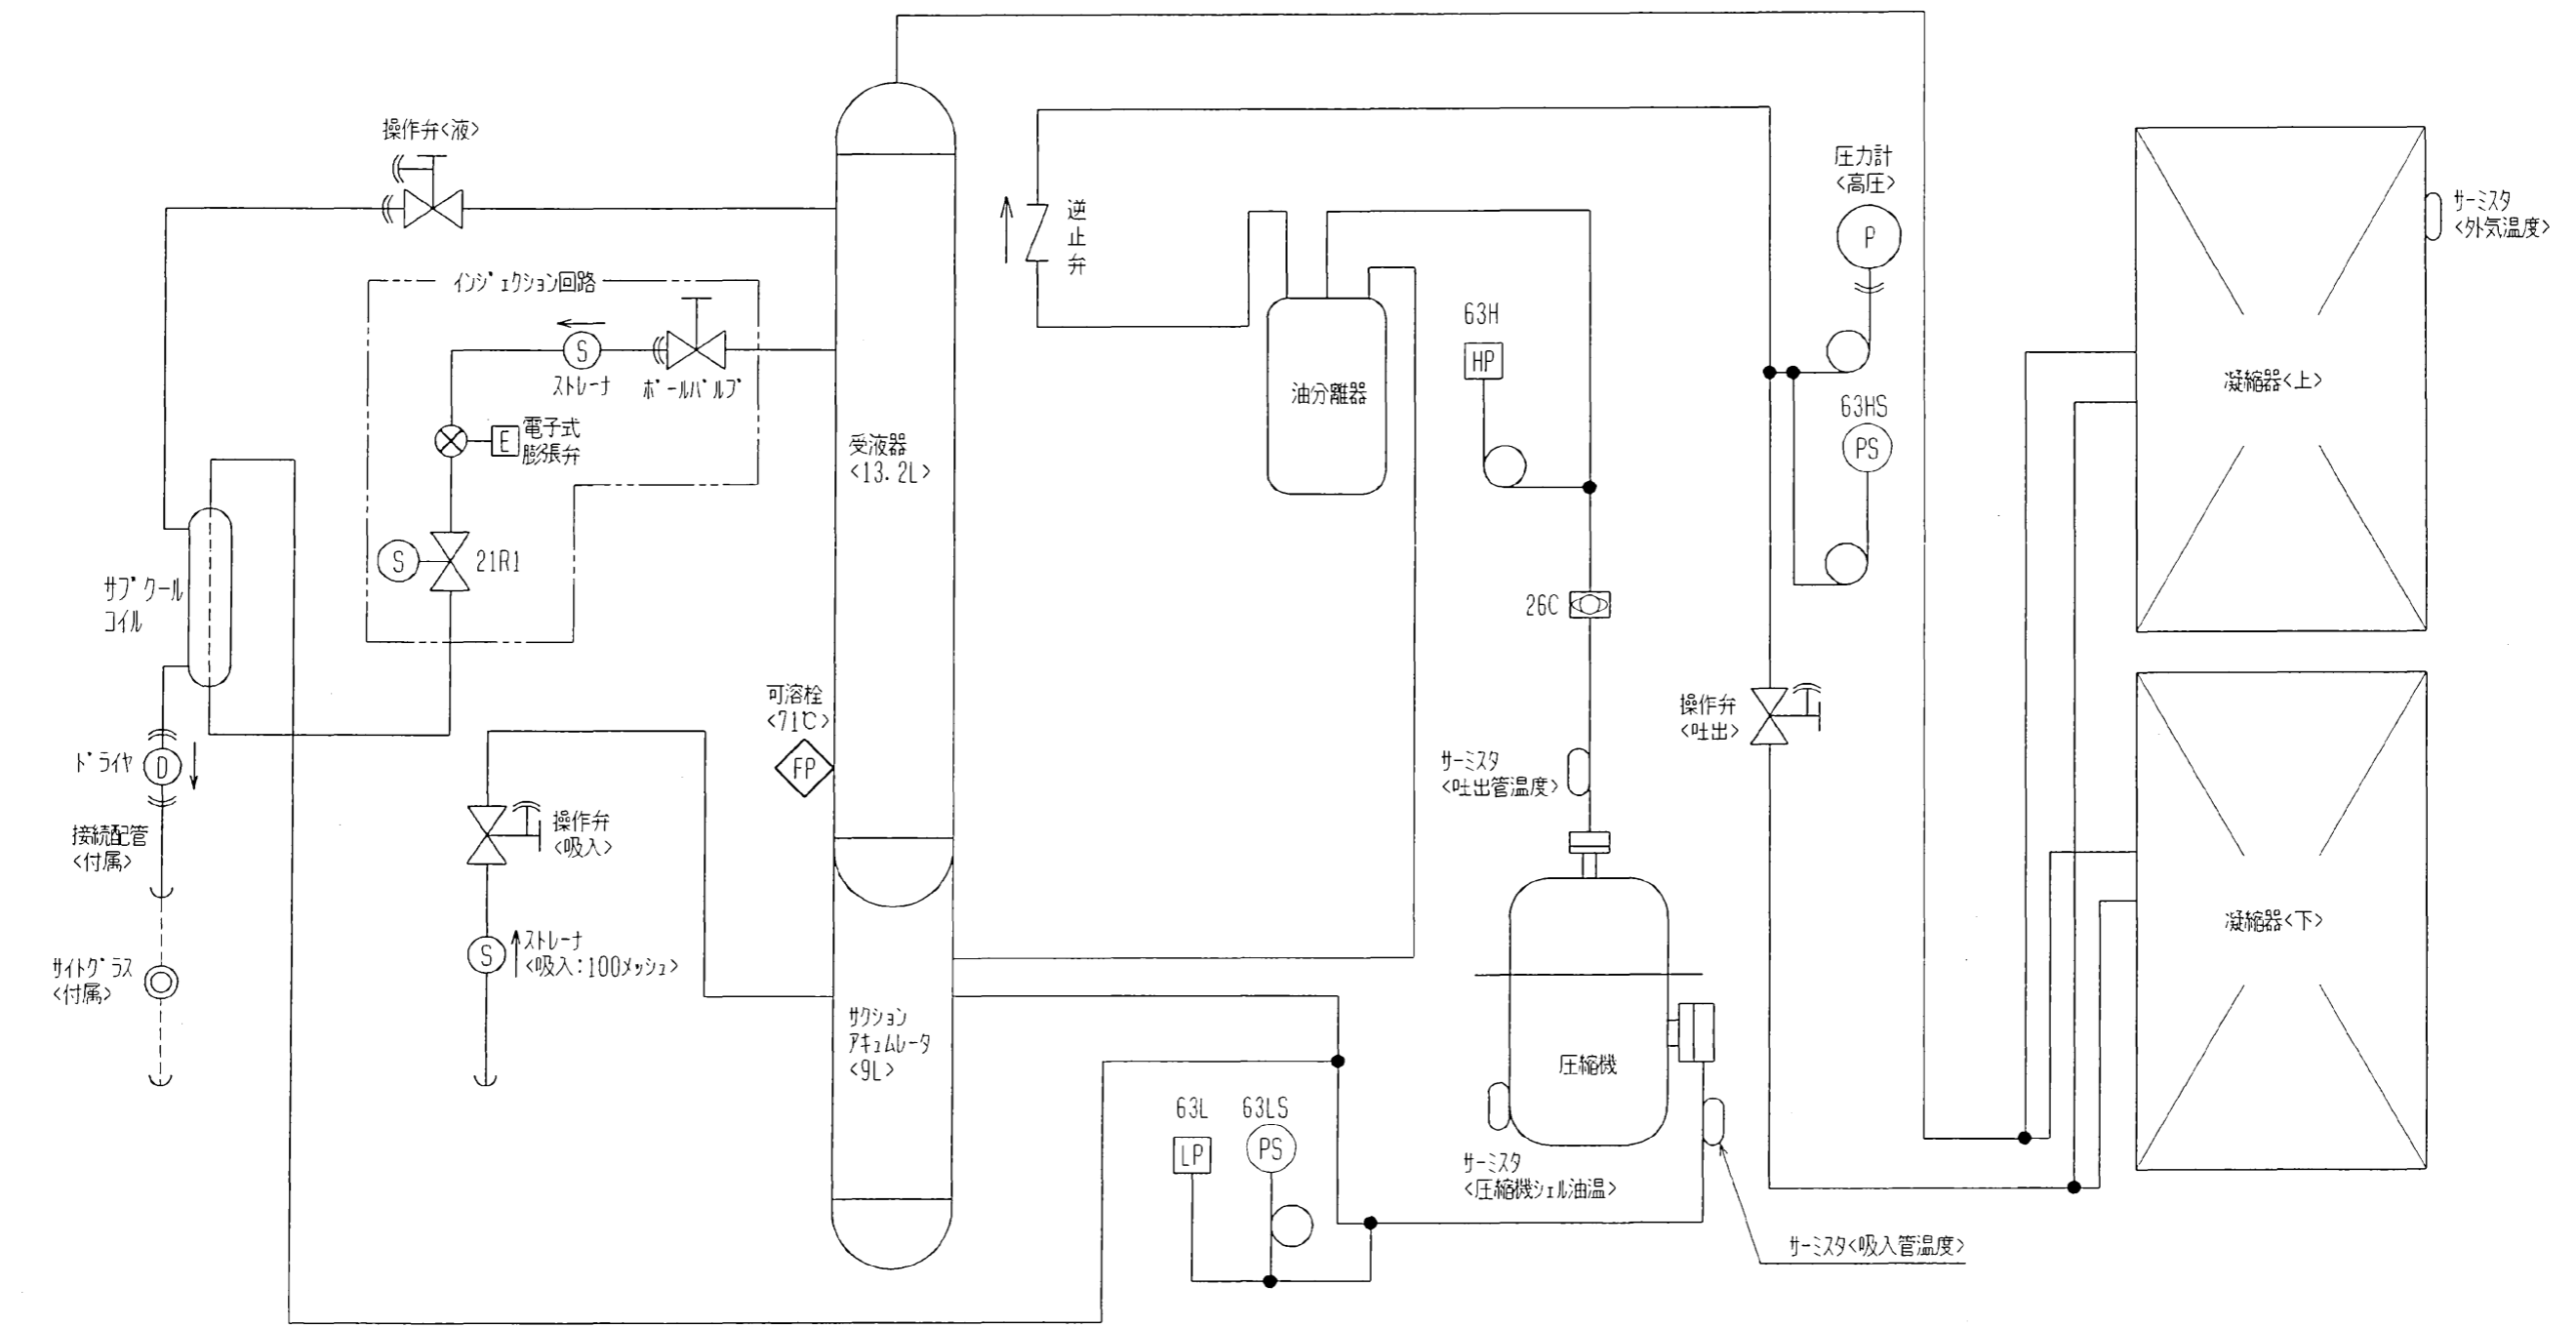 操作弁<液>
インジェクション回路
S
ストレーナ
ボールバルブ
E
電子式
膨張弁
S
21R1
サブクール
コイル
D
ドライヤ
接続配管
<付属>
サイトグラス
<付属>
操作弁
<吸入>
S
ストレーナ
<吸入:100メッシュ>
受液器
<13.2L>
可溶栓
<71℃>
FP
サクション
アキュムレータ
<9L>
逆
止
弁
油分離器
63H
HP
26C
サーミスタ
<吐出管温度>
圧縮機
サーミスタ
<圧縮機シェル油温>
63L
LP
63LS
PS
サーミスタ<吸入管温度>
圧力計
<高圧>
P
63HS
PS
操作弁
<吐出>
凝縮器<上>
サーミスタ
<外気温度>
凝縮器<下>